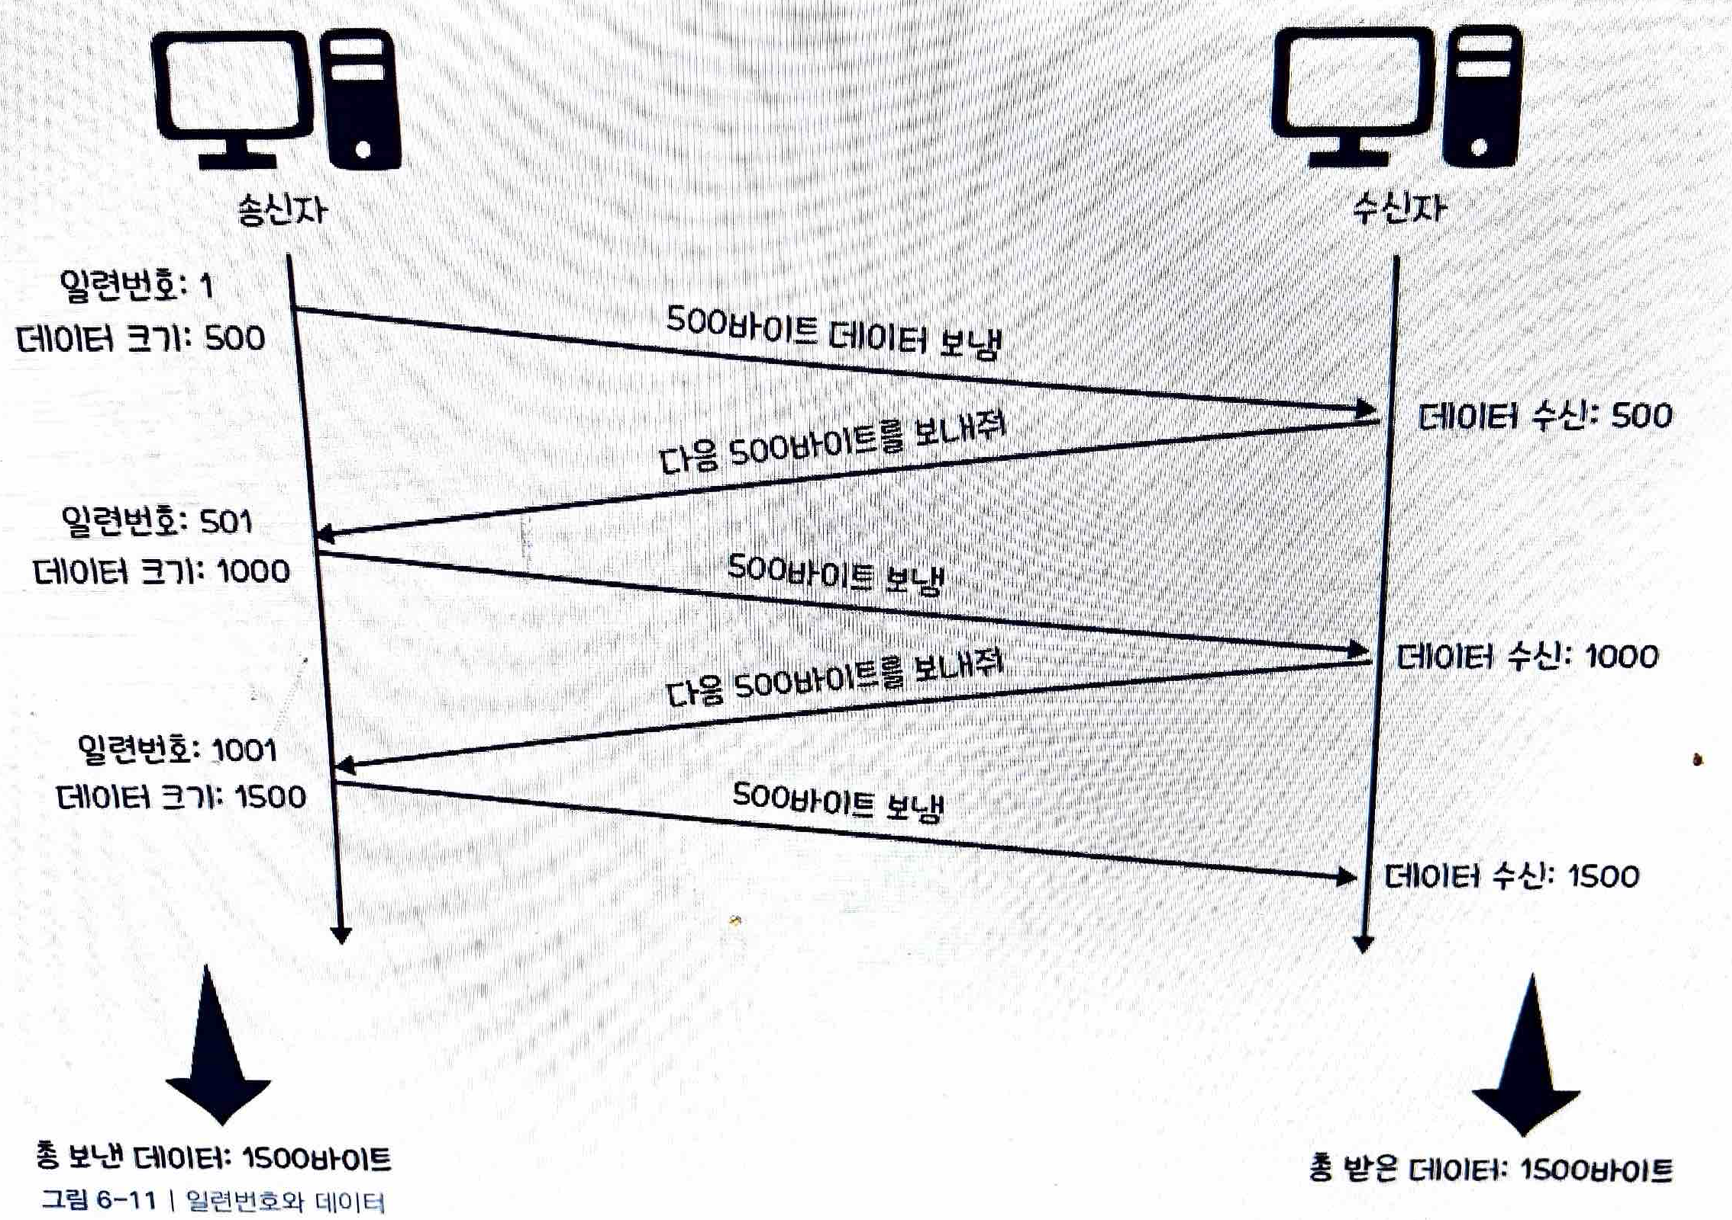 송신자
수신자
일련번호: 1
데이터 크기: 500
500바이트 데이터 보냄
데이터 수신: 500
다음 500바이트를 보내줘
일련번호: 501
데이터 크기: 1000
500바이트 보냄
데이터 수신: 1000
다음 500바이트를 보내줘
일련번호: 1001
데이터 크기: 1500
500바이트 보냄
데이터 수신: 1500
총 보낸 데이터: 1500바이트
총 받은 데이터: 1500바이트
그림 6-11 | 일련번호와 데이터